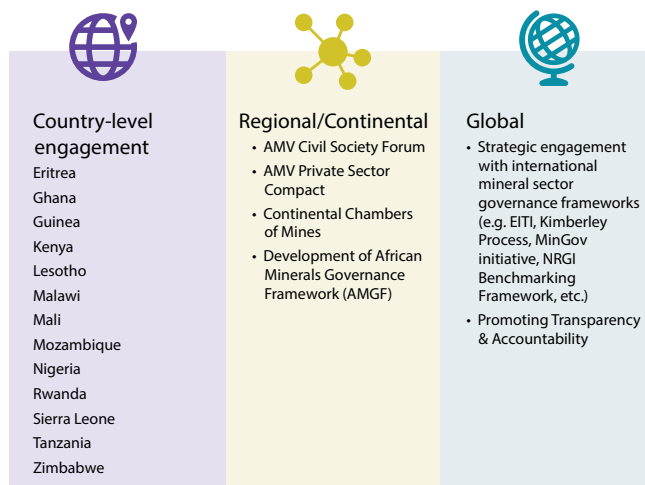 Country-level
engagement
Eritrea
Ghana
Guinea
Kenya
Lesotho
Malawi
Mali
Mozambique
Nigeria
Rwanda
Sierra Leone
Tanzania
Zimbabwe
Regional/Continental
• AMV Civil Society Forum
• AMV Private Sector
Compact
• Continental Chambers
of Mines
• Development of African
Minerals Governance
Framework (AMGF)
Global
• Strategic engagement
with international
mineral sector
governance frameworks
(e.g. EITI, Kimberley
Process, MinGov
initiative, NRGI
Benchmarking
Framework, etc.)
• Promoting Transparency
& Accountability